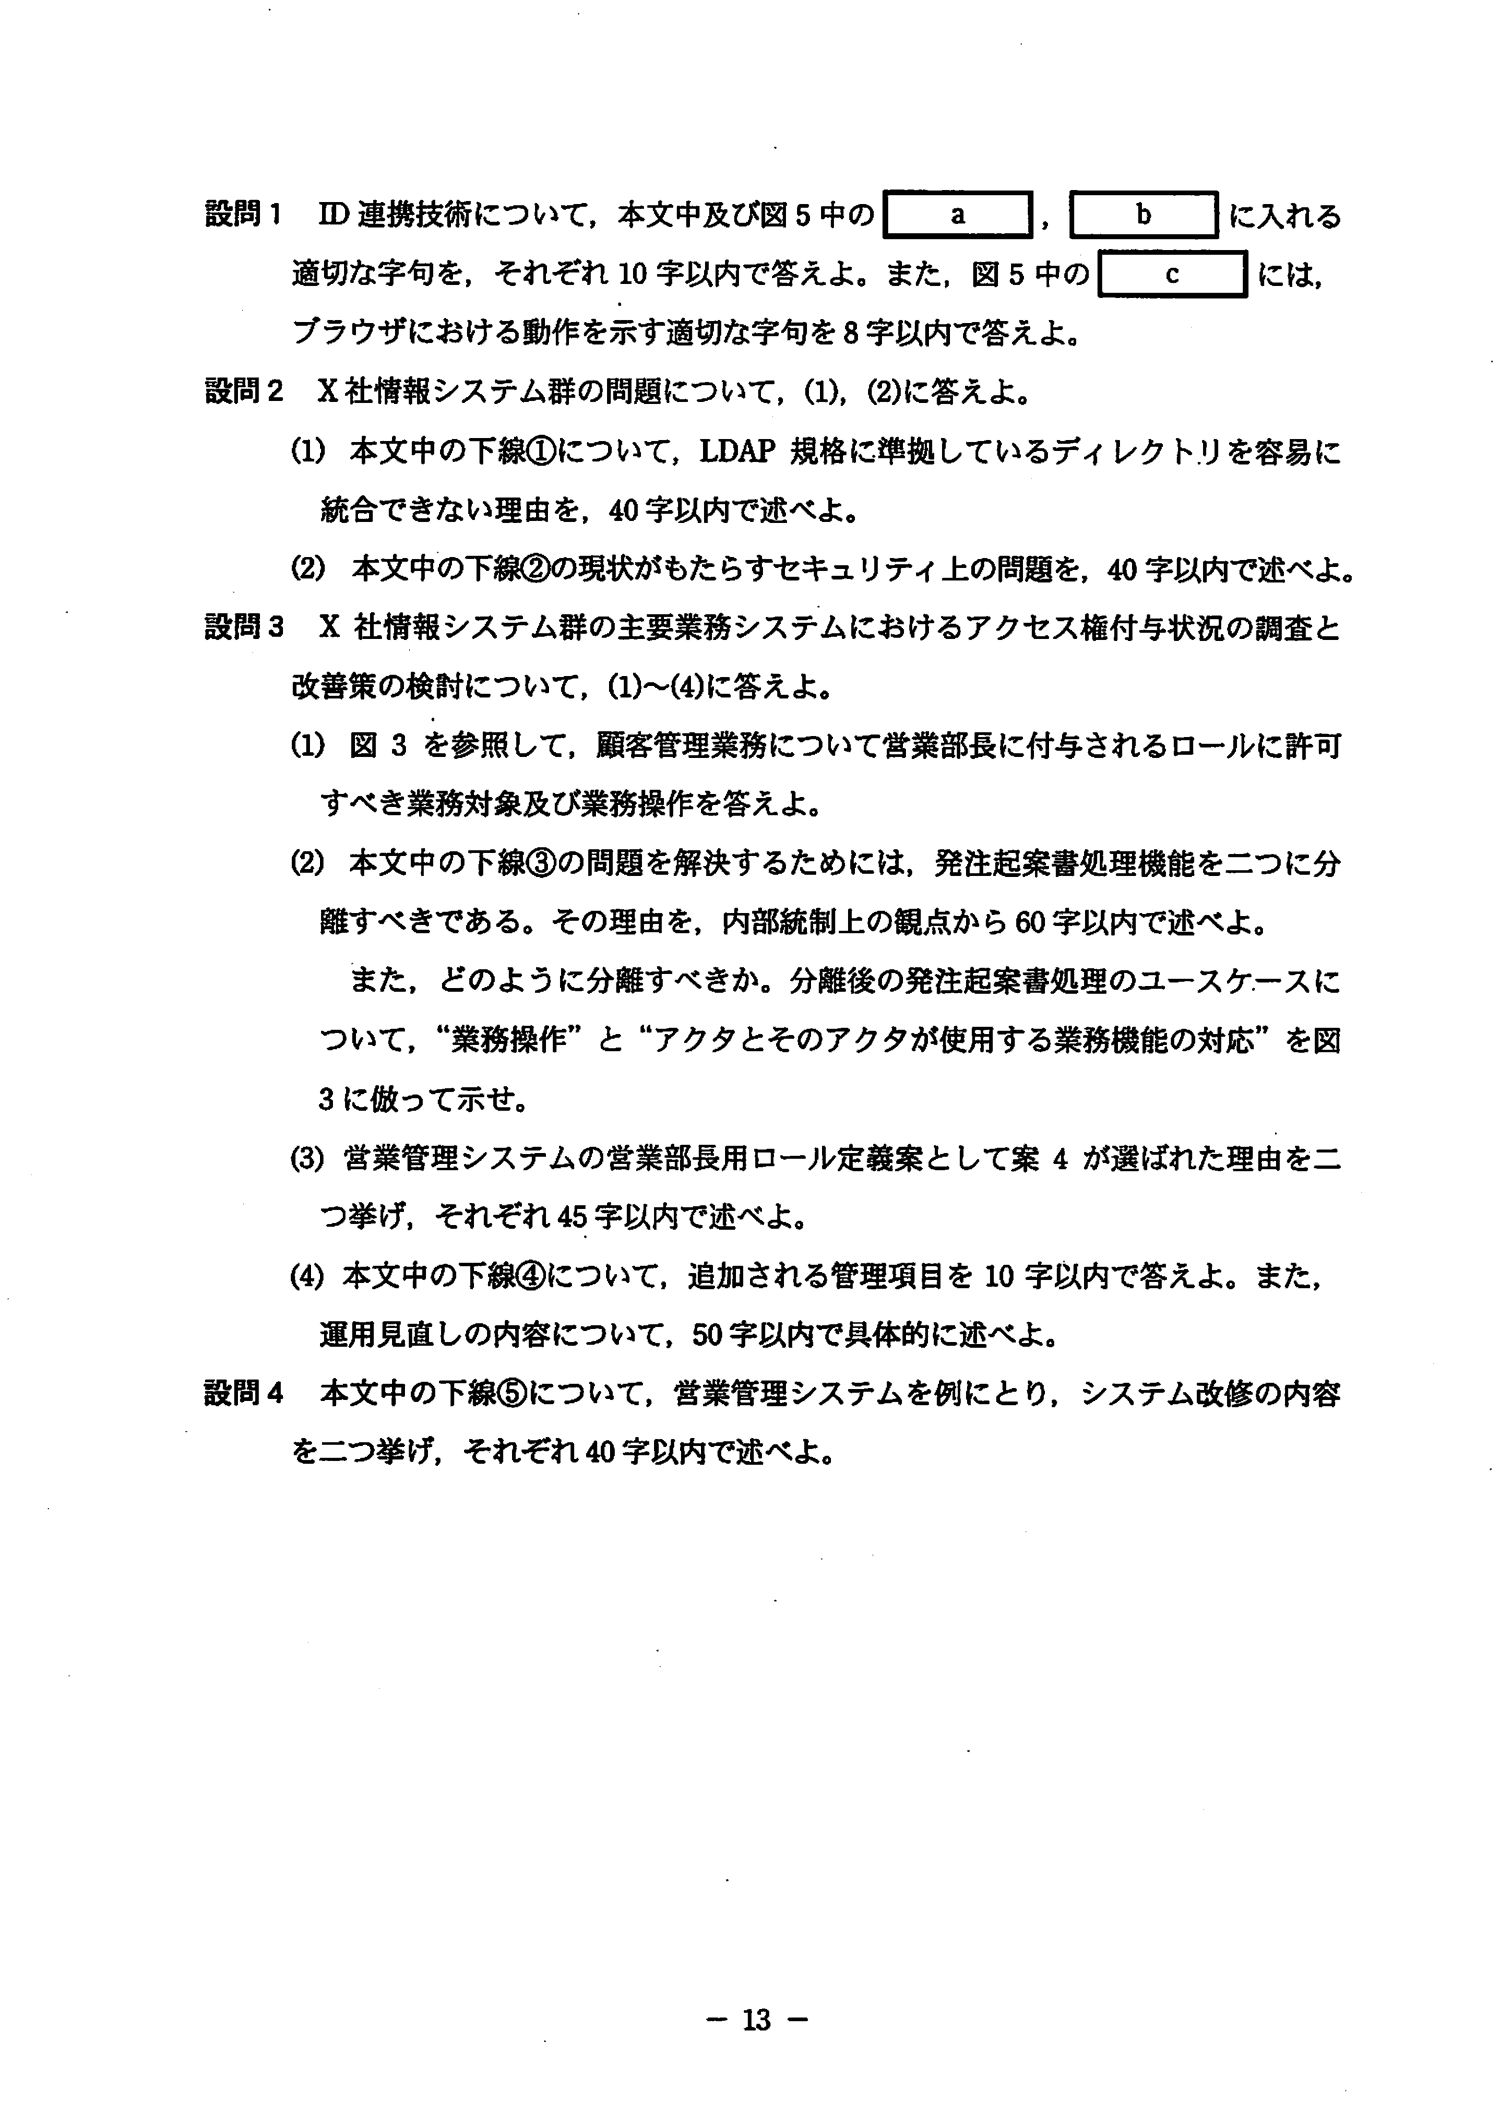 設問1 ID 連携技術について，本文中及び図 5 中の a ， b に入れる
適切な字句を，それぞれ 10 字以内で答えよ。また，図 5 中の c には，
ブラウザにおける動作を示す適切な字句を 8 字以内で答えよ。
設問2 X 社情報システム群の問題について，(1)，(2)に答えよ。
(1) 本文中の下線①について，LDAP 規格に準拠しているディレクトリを容易に
統合できない理由を，40 字以内で述べよ。
(2) 本文中の下線②の現状がもたらすセキュリティ上の問題を，40 字以内で述べよ。
設問3 X 社情報システム群の主要業務システムにおけるアクセス権付与状況の調査と
改善策の検討について，(1)～(4)に答えよ。
(1) 図 3 を参照して，顧客管理業務について営業部長に付与されるロールに許可
すべき業務対象及び業務操作を答えよ。
(2) 本文中の下線③の問題を解決するためには，発注起案書処理機能を二つに分
離すべきである。その理由を，内部統制上の観点から 60 字以内で述べよ。
また，どのように分離すべきか。分離後の発注起案書処理のユースケースに
ついて，“業務操作” と “アクタとそのアクタが使用する業務機能の対応” を図
3 に倣って示せ。
(3) 営業管理システムの営業部長用ロール定義案として案 4 が選ばれた理由を二
つ挙げ，それぞれ 45 字以内で述べよ。
(4) 本文中の下線④について，追加される管理項目を 10 字以内で答えよ。また，
運用見直しの内容について，50 字以内で具体的に述べよ。
設問4 本文中の下線⑤について，営業管理システムを例にとり，システム改修の内容
を二つ挙げ，それぞれ 40 字以内で述べよ。
－ 13 －